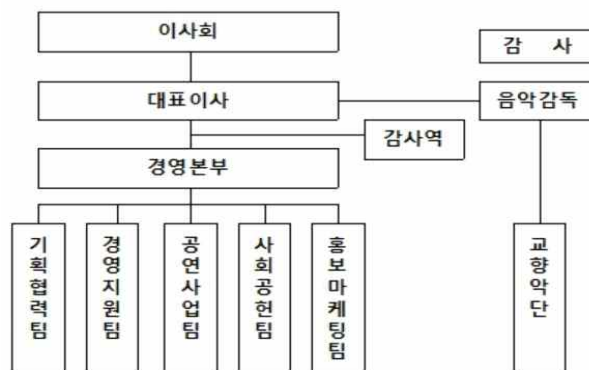 이사회
감 사
대표이사
음악감독
감사역
경영본부
기획협력팀
경영지원팀
공연사업팀
사회공헌팀
홍보마케팅팀
교향악단